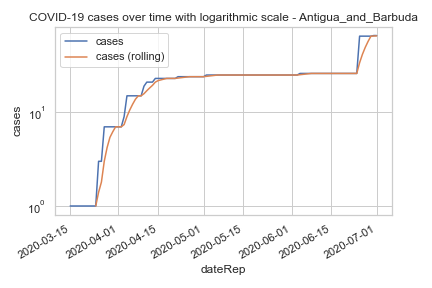 COVID-19 cases over time with logarithmic scale - Antigua_and_Barbuda
cases
cases (rolling)
cases
10¹
10⁰
2020-03-15
2020-04-01
2020-04-15
2020-05-01
2020-05-15
2020-06-01
2020-06-15
2020-07-01
dateRep